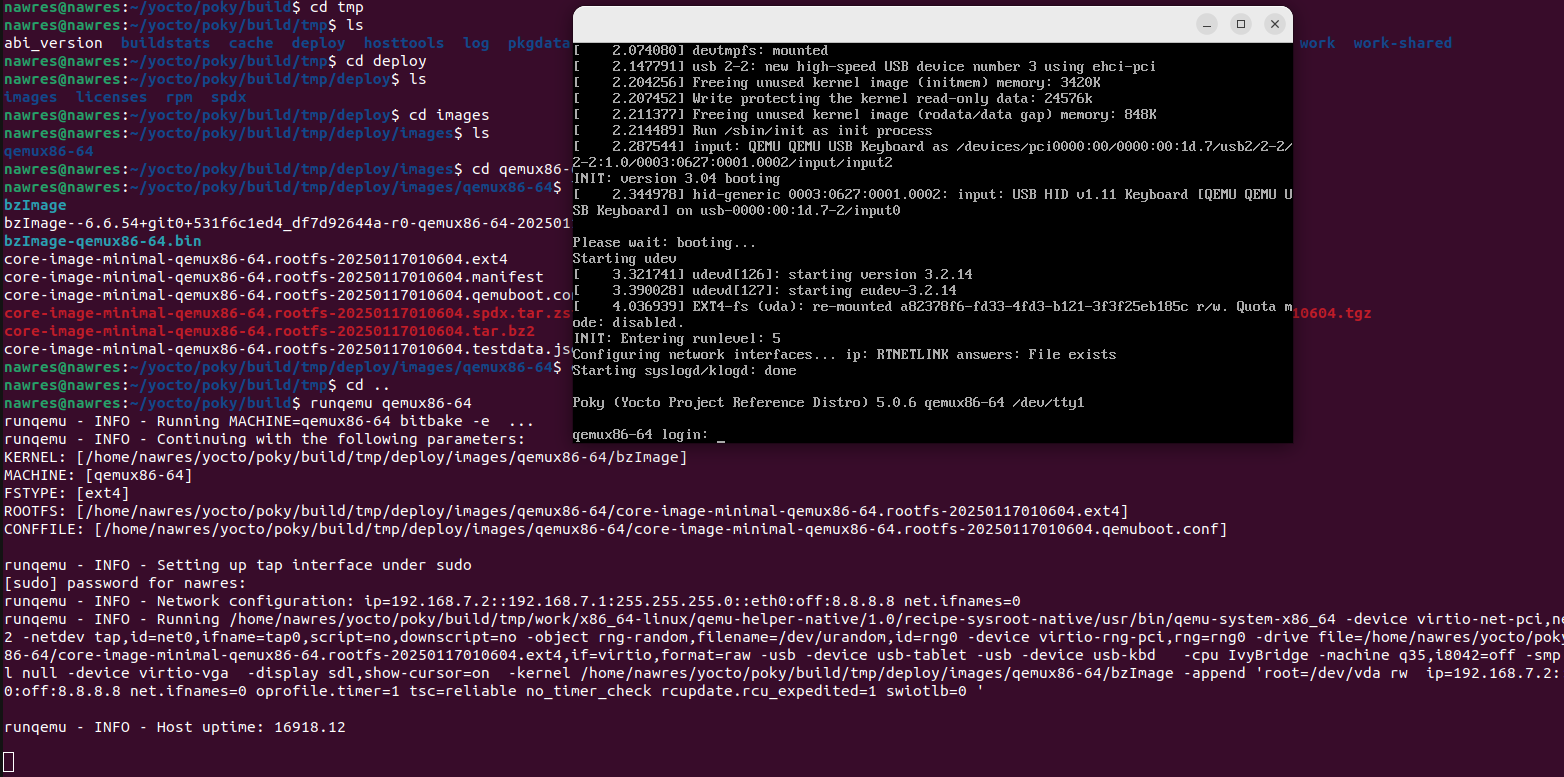 nawres@nawres:~/yocto/poky/build$ cd tmp
nawres@nawres:~/yocto/poky/build/tmp$ ls
abi_version  buildstats  cache  deploy  hosttools  log  pkgdata  work  work-shared
nawres@nawres:~/yocto/poky/build/tmp$ cd deploy
nawres@nawres:~/yocto/poky/build/tmp/deploy$ ls
images  licenses  rpm  spdx
nawres@nawres:~/yocto/poky/build/tmp/deploy$ cd images
nawres@nawres:~/yocto/poky/build/tmp/deploy/images$ ls
qemux86-64
nawres@nawres:~/yocto/poky/build/tmp/deploy/images$ cd qemux86-
nawres@nawres:~/yocto/poky/build/tmp/deploy/images/qemux86-64$
bzImage
bzImage--6.6.54+git0+531f6c1ed4_df7d92644a-r0-qemux86-64-202501
bzImage-qemux86-64.bin
core-image-minimal-qemux86-64.rootfs-20250117010604.ext4
core-image-minimal-qemux86-64.rootfs-20250117010604.manifest
core-image-minimal-qemux86-64.rootfs-20250117010604.qemuboot.con
core-image-minimal-qemux86-64.rootfs-20250117010604.spdx.tar.zs
10604.tgz
core-image-minimal-qemux86-64.rootfs-20250117010604.tar.bz2
core-image-minimal-qemux86-64.rootfs-20250117010604.testdata.js
nawres@nawres:~/yocto/poky/build/tmp/deploy/images/qemux86-64$
nawres@nawres:~/yocto/poky/build/tmp$ cd ..
nawres@nawres:~/yocto/poky/build$ runqemu qemux86-64
runqemu - INFO - Running MACHINE=qemux86-64 bitbake -e  ...
runqemu - INFO - Continuing with the following parameters:
KERNEL: [/home/nawres/yocto/poky/build/tmp/deploy/images/qemux86-64/bzImage]
MACHINE: [qemux86-64]
FSTYPE: [ext4]
ROOTFS: [/home/nawres/yocto/poky/build/tmp/deploy/images/qemux86-64/core-image-minimal-qemux86-64.rootfs-20250117010604.ext4]
CONFFILE: [/home/nawres/yocto/poky/build/tmp/deploy/images/qemux86-64/core-image-minimal-qemux86-64.rootfs-20250117010604.qemuboot.conf]
runqemu - INFO - Setting up tap interface under sudo
[sudo] password for nawres:
runqemu - INFO - Network configuration: ip=192.168.7.2::192.168.7.1:255.255.255.0::eth0:off:8.8.8.8 net.ifnames=0
runqemu - INFO - Running /home/nawres/yocto/poky/build/tmp/work/x86_64-linux/qemu-helper-native/1.0/recipe-sysroot-native/usr/bin/qemu-system-x86_64 -device virtio-net-pci,ne
2 -netdev tap,id=net0,ifname=tap0,script=no,downscript=no -object rng-random,filename=/dev/urandom,id=rng0 -device virtio-rng-pci,rng=rng0 -drive file=/home/nawres/yocto/poky
86-64/core-image-minimal-qemux86-64.rootfs-20250117010604.ext4,if=virtio,format=raw -usb -device usb-tablet -usb -device usb-kbd   -cpu IvyBridge -machine q35,i8042=off -smp
l null -device virtio-vga  -display sdl,show-cursor=on  -kernel /home/nawres/yocto/poky/build/tmp/deploy/images/qemux86-64/bzImage -append 'root=/dev/vda rw  ip=192.168.7.2:
0:off:8.8.8.8 net.ifnames=0 oprofile.timer=1 tsc=reliable no_timer_check rcupdate.rcu_expedited=1 swiotlb=0 '
runqemu - INFO - Host uptime: 16918.12
[    2.074080] devtmpfs: mounted
[    2.147791] usb 2-2: new high-speed USB device number 3 using ehci-pci
[    2.204256] Freeing unused kernel image (initmem) memory: 3420K
[    2.207452] Write protecting the kernel read-only data: 24576k
[    2.211377] Freeing unused kernel image (rodata/data gap) memory: 848K
[    2.214489] Run /sbin/init as init process
[    2.287544] input: QEMU QEMU USB Keyboard as /devices/pci0000:00/0000:00:1d.7/usb2/2-2/
2-2:1.0/0003:0627:0001.0002/input/input2
INIT: version 3.04 booting
[    2.344978] hid-generic 0003:0627:0001.0002: input: USB HID v1.11 Keyboard [QEMU QEMU U
SB Keyboard] on usb-0000:00:1d.7-2/input0
Please wait: booting...
Starting udev
[    3.321741] udevd[126]: starting version 3.2.14
[    3.390028] udevd[127]: starting eudev-3.2.14
[    4.036939] EXT4-fs (vda): re-mounted a82378f6-fd33-4fd3-b121-3f3f25eb185c r/w. Quota m
ode: disabled.
INIT: Entering runlevel: 5
Configuring network interfaces... ip: RTNETLINK answers: File exists
Starting syslogd/klogd: done
Poky (Yocto Project Reference Distro) 5.0.6 qemux86-64 /dev/tty1
qemux86-64 login: _